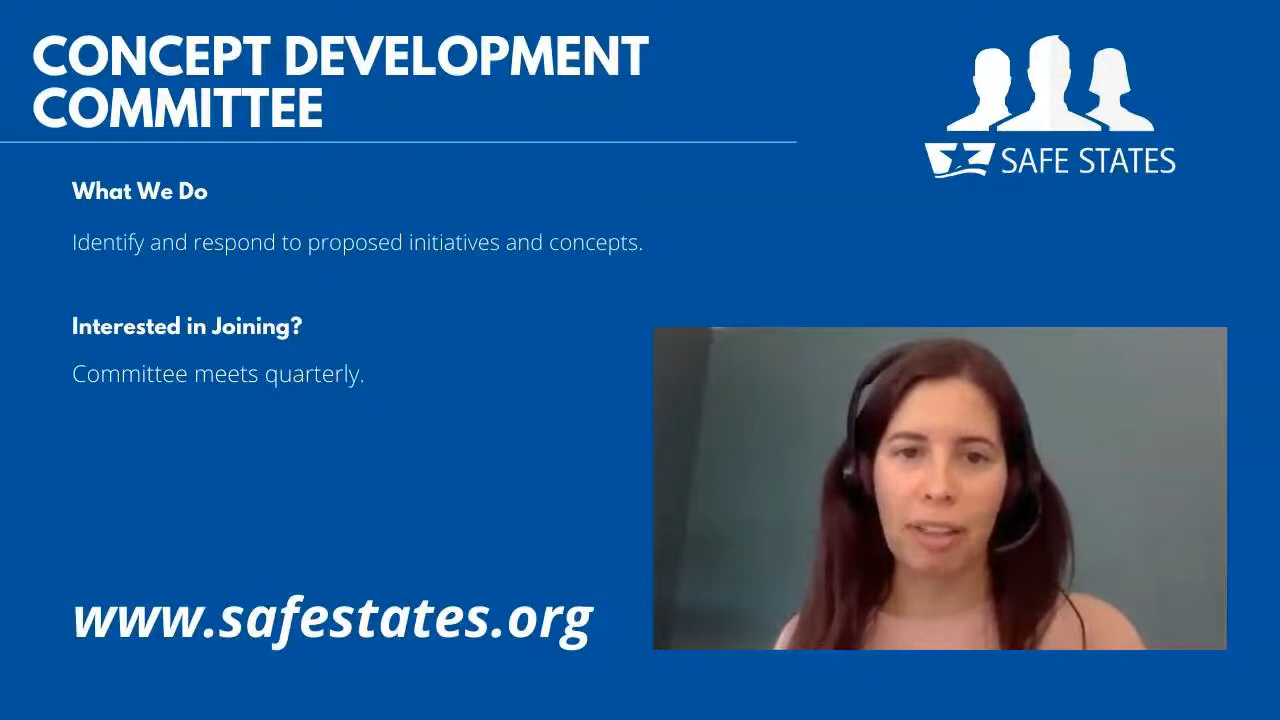 CONCEPT DEVELOPMENT
COMMITTEE
SAFE STATES
What We Do
Identify and respond to proposed initiatives and concepts.
Interested in Joining?
Committee meets quarterly.
www.safestates.org